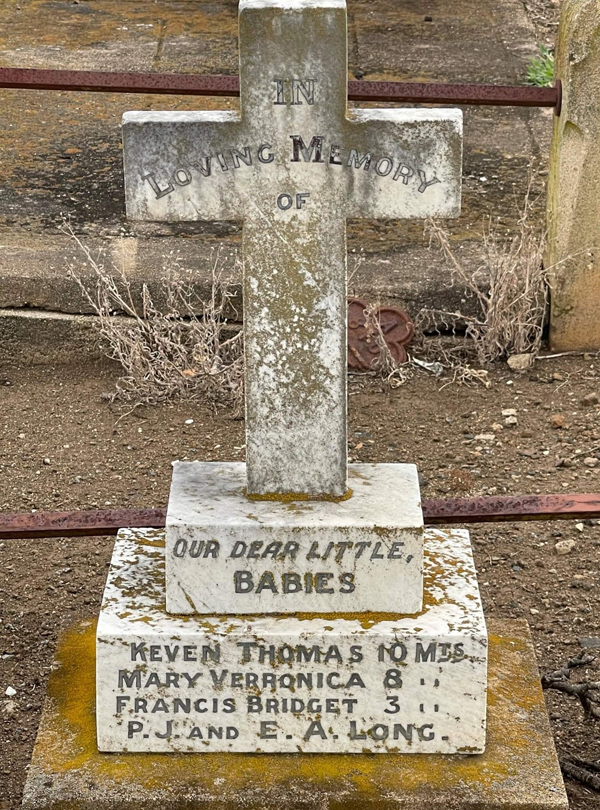 IN
LOVING MEMORY
OF
OUR DEAR LITTLE,
BABIES
KEVEN THOMAS 10 MTS.
MARY VERRONICA 8 ,,
FRANCIS BRIDGET 3 ,,
P.J. AND E. A. LONG.